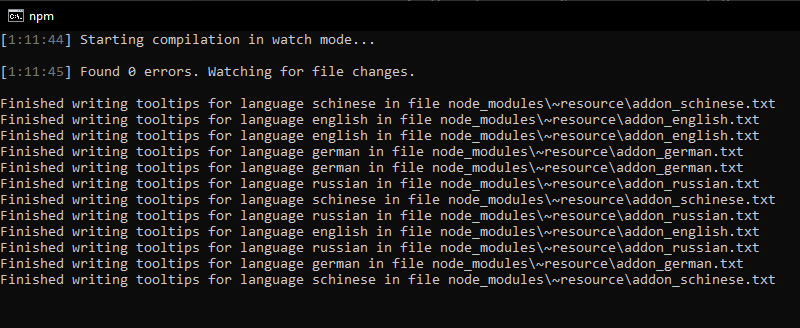 C:\. npm
[1:11:44] Starting compilation in watch mode...
[1:11:45] Found 0 errors. Watching for file changes.
Finished writing tooltips for language schinese in file node_modules\~resource\addon_schinese.txt
Finished writing tooltips for language english in file node_modules\~resource\addon_english.txt
Finished writing tooltips for language english in file node_modules\~resource\addon_english.txt
Finished writing tooltips for language german in file node_modules\~resource\addon_german.txt
Finished writing tooltips for language german in file node_modules\~resource\addon_german.txt
Finished writing tooltips for language russian in file node_modules\~resource\addon_russian.txt
Finished writing tooltips for language schinese in file node_modules\~resource\addon_schinese.txt
Finished writing tooltips for language russian in file node_modules\~resource\addon_russian.txt
Finished writing tooltips for language english in file node_modules\~resource\addon_english.txt
Finished writing tooltips for language russian in file node_modules\~resource\addon_russian.txt
Finished writing tooltips for language german in file node_modules\~resource\addon_german.txt
Finished writing tooltips for language schinese in file node_modules\~resource\addon_schinese.txt